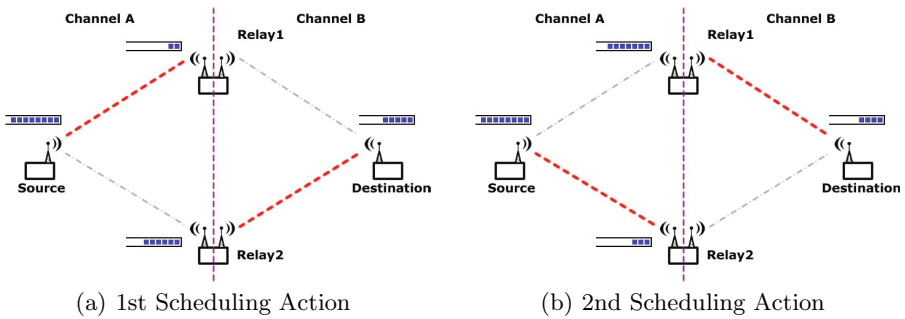 Channel A
Channel B
Relay1
Source
Destination
Relay2
(a) 1st Scheduling Action
Channel A
Channel B
Relay1
Source
Destination
Relay2
(b) 2nd Scheduling Action